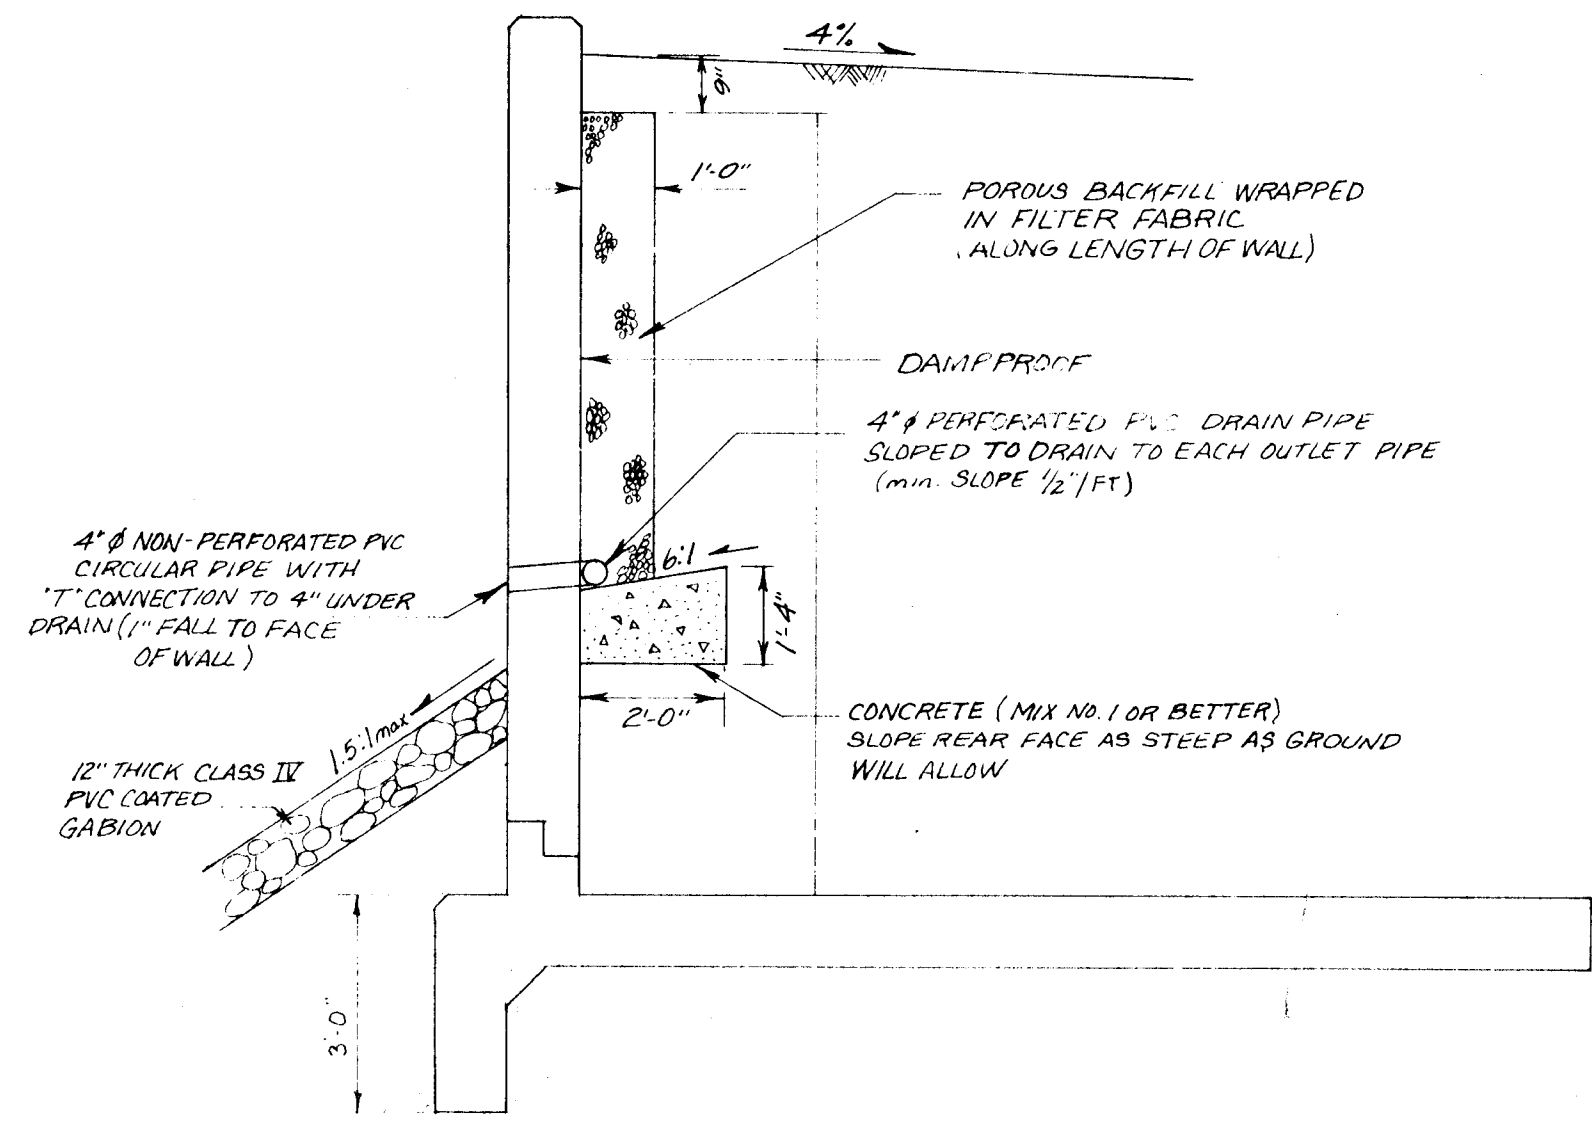 4%
9"
1'-0"
POROUS BACKFILL WRAPPED
IN FILTER FABRIC
ALONG LENGTH OF WALL)
DAMPPROOF
4" ϕ PERFORATED PVC DRAIN PIPE
SLOPED TO DRAIN TO EACH OUTLET PIPE
(min. SLOPE 1/2"/FT)
4" ϕ NON-PERFORATED PVC
CIRCULAR PIPE WITH
"T" CONNECTION TO 4" UNDER
DRAIN (1" FALL TO FACE
OF WALL)
6:1
1'-4"
2'-0"
CONCRETE (MIX NO. 1 OR BETTER)
SLOPE REAR FACE AS STEEP AS GROUND
WILL ALLOW
1.5:1 max
12" THICK CLASS IV
PVC COATED
GABION
3'-0"